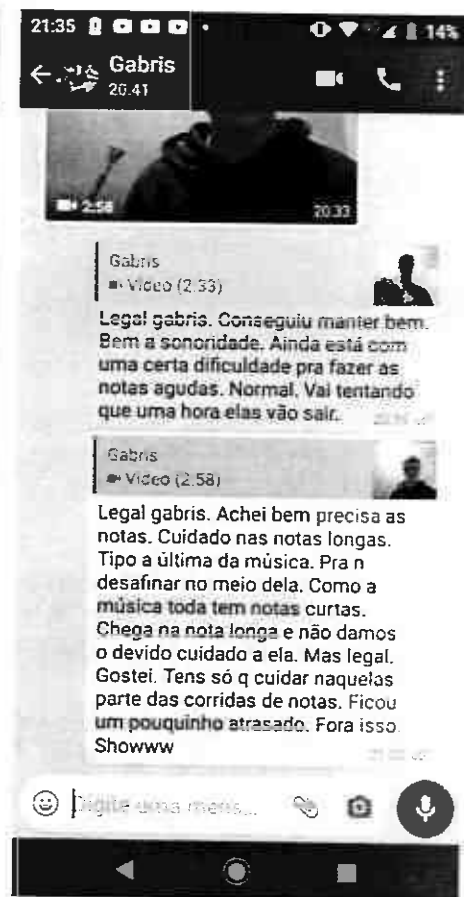 21:35
14%
Gabris
20.41
2:58
20.33
Gabris
Video (2:33)
Legal gabris. Conseguiu manter bem.
Bem a sonoridade. Ainda está com
uma certa dificuldade pra fazer as
notas agudas. Normal. Vai tentando
que uma hora elas vão sair.
Gabris
Video (2.58)
Legal gabris. Achei bem precisa as
notas. Cuidado nas notas longas.
Tipo a última da música. Pra n
desafinar no meio dela. Como a
música toda tem notas curtas.
Chega na nota longa e não damos
o devido cuidado a ela. Mas legal.
Gostei. Tens só q cuidar naquelas
parte das corridas de notas. Ficou
um pouquinho atrasado. Fora isso.
Showww
Digite uma mens...